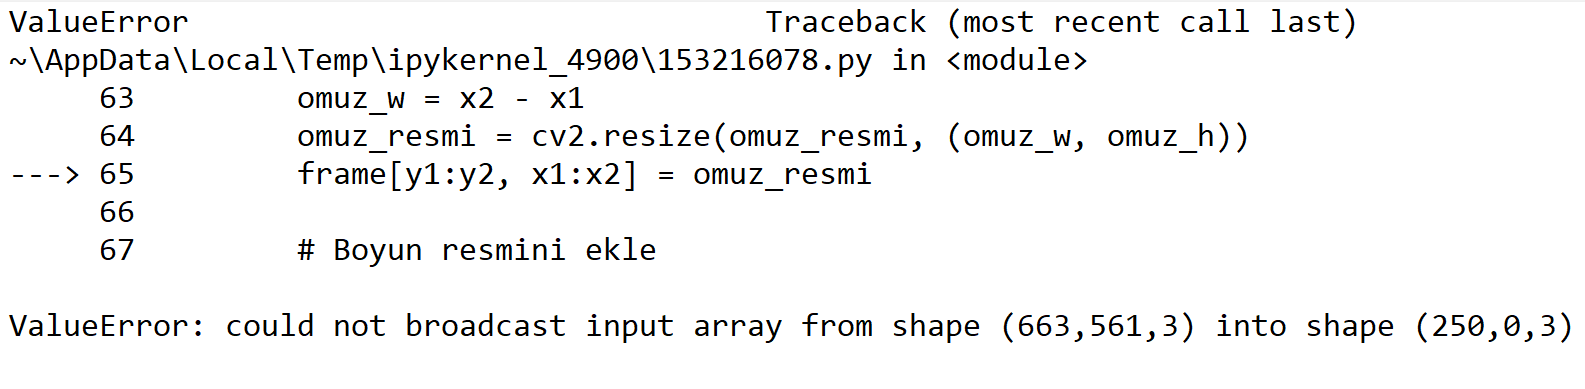 ValueError                                Traceback (most recent call last)
~\AppData\Local\Temp\ipykernel_4900\153216078.py in <module>
     63         omuz_w = x2 - x1
     64         omuz_resmi = cv2.resize(omuz_resmi, (omuz_w, omuz_h))
---> 65         frame[y1:y2, x1:x2] = omuz_resmi
     66
     67         # Boyun resmini ekle
ValueError: could not broadcast input array from shape (663,561,3) into shape (250,0,3)